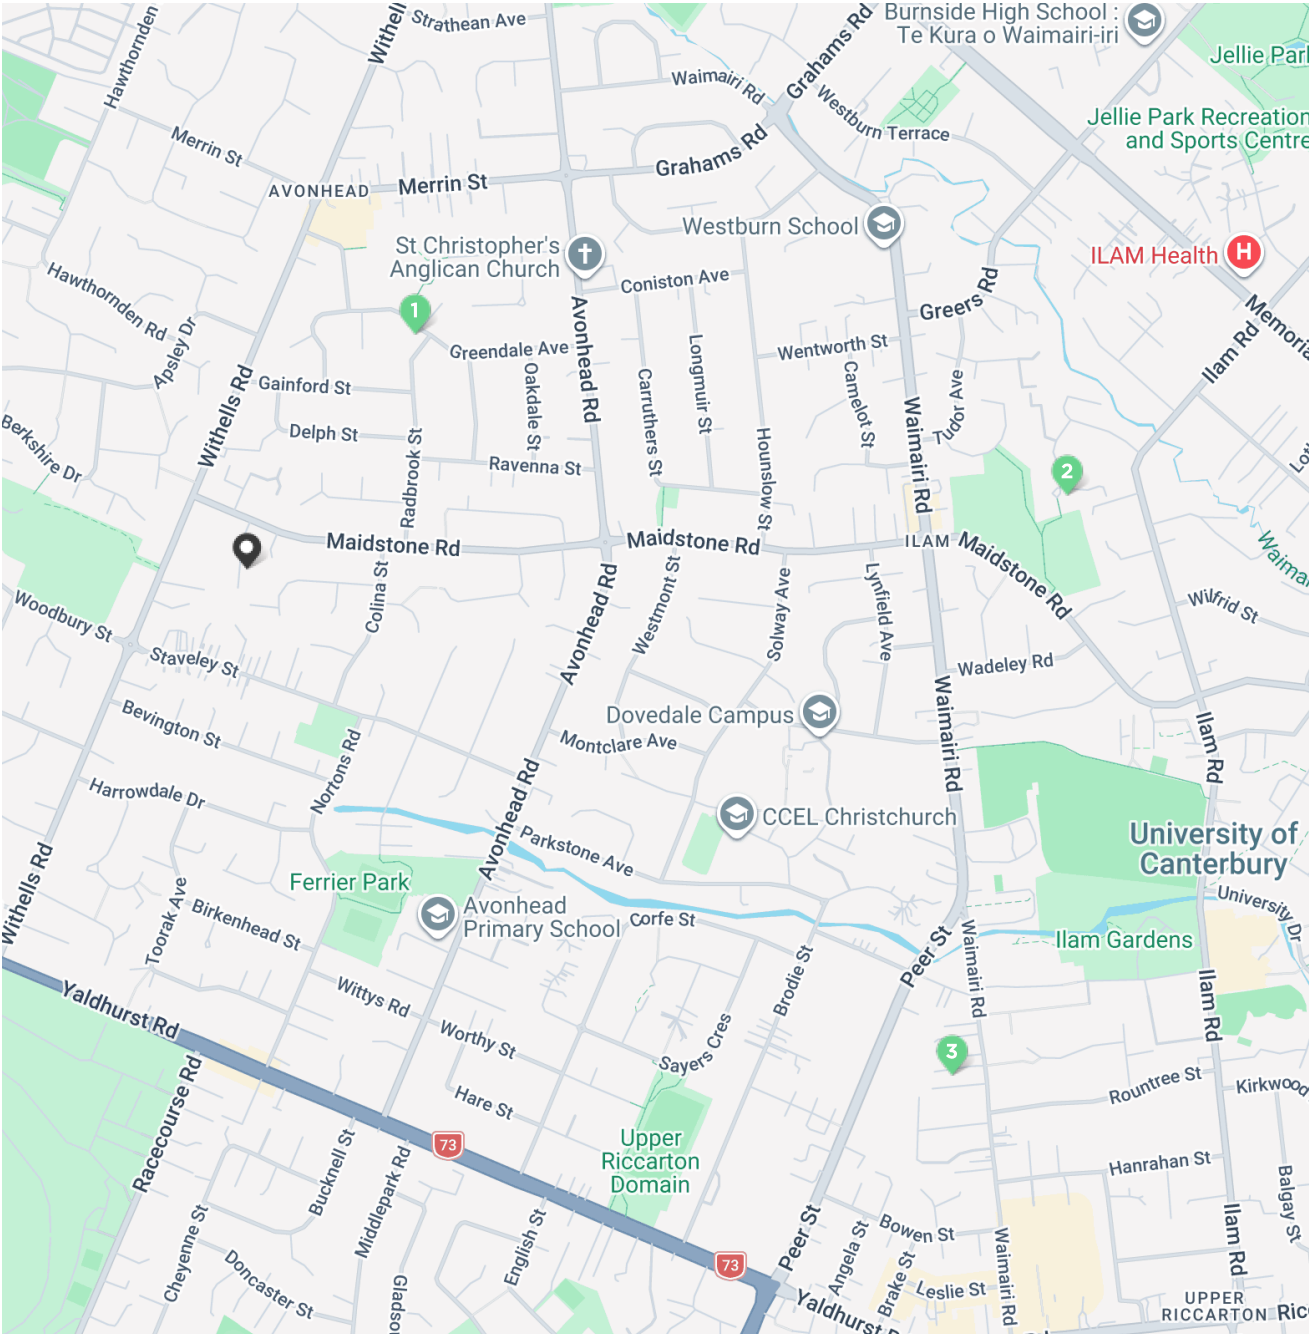 Strathean Ave
Withell
Hawthornden
Grahams Rd
Burnside High School :
Te Kura o Waimairi-iri
Jellie Park
Waimairi Rd
Westburn Terrace
Jellie Park Recreation
and Sports Centre
Merrin St
Grahams Rd
AVONHEAD
Merrin St
Westburn School
St Christopher's
Anglican Church
ILAM Health
H
Hawthornden Rd
Coniston Ave
Greers Rd
Memoria
1
Apsley Dr
Avonhead Rd
Longmuir St
Wentworth St
Ilam Rd
Greendale Ave
Gainford St
Oakdale St
Carruthers St
Camelot St
Tudor Ave
Withells Rd
Waimairi Rd
Berkshire Dr
Delph St
Radbrook St
Ravenna St
Hounslow St
2
Maidstone Rd
Maidstone Rd
ILAM
Maidstone Rd
Waimai
Colina St
Avonhead Rd
Westmont St
Solway Ave
Lynfield Ave
Wilfrid St
Woodbury St
Staveley St
Wadeley Rd
Waimairi Rd
Bevington St
Dovedale Campus
Montclare Ave
Ilam Rd
Nortons Rd
Harrowdale Dr
Avonhead Rd
CCEL Christchurch
University of
Canterbury
Parkstone Ave
Withells Rd
Ferrier Park
Toorak Ave
Birkenhead St
Avonhead
Primary School
Corfe St
University Dr
Peer St
Waimairi Rd
Ilam Gardens
Brodie St
Ilam Rd
Yaldhurst Rd
Wittys Rd
Worthy St
Sayers Cres
3
Racecourse Rd
Hare St
Rountree St
Kirkwood
73
Upper
Riccarton
Domain
Bucknell St
Middlepark Rd
Hanrahan St
Balgay St
Cheyenne St
English St
Peer St
Angela St
Bowen St
Waimairi Rd
Ilam Rd
73
Doncaster St
Gladson
Brake St
Leslie St
Yaldhurst R
UPPER
RICCARTON
Ric